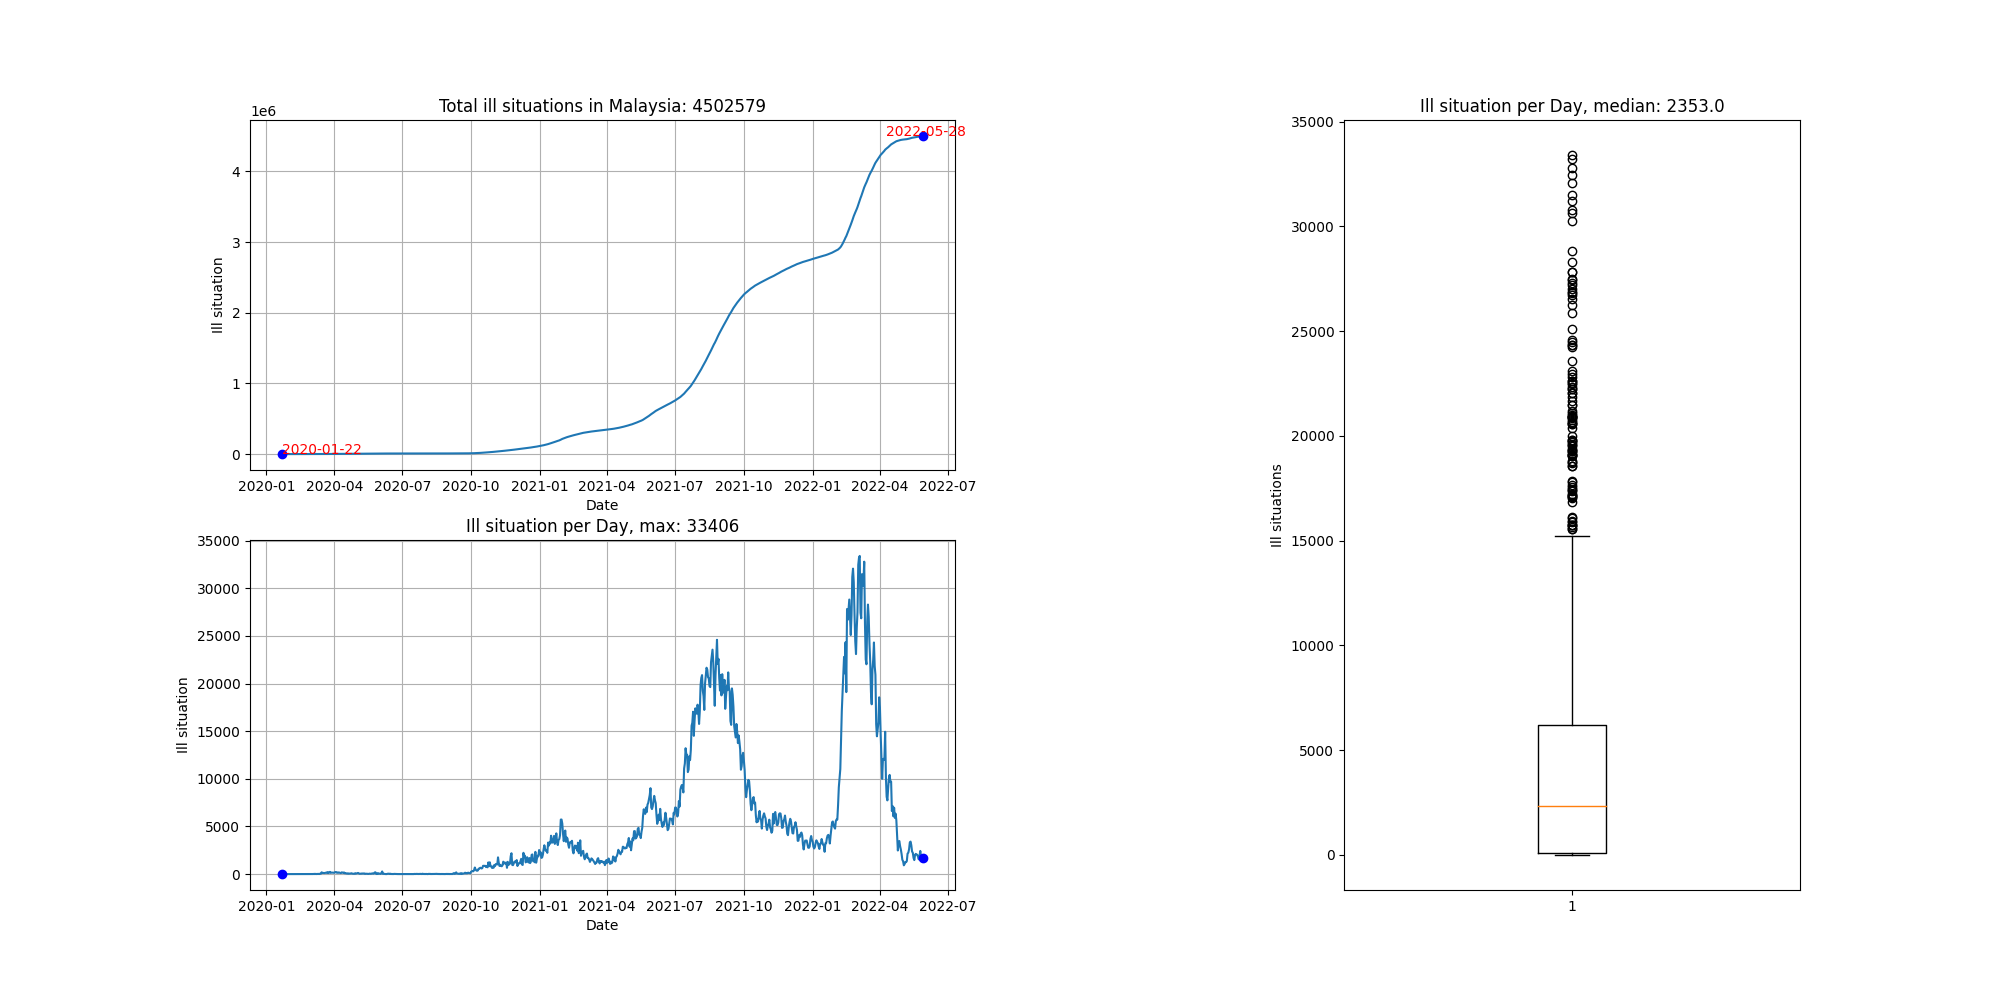 Total ill situations in Malaysia: 4502579
1e6
2022-05-28
4
3
2
1
0
Ill situation
2020-01-22
2020-01 2020-04 2020-07 2020-10 2021-01 2021-04 2021-07 2021-10 2022-01 2022-04 2022-07
Date
Ill situation per Day, max: 33406
35000
30000
25000
20000
15000
10000
5000
0
Ill situation
2020-01 2020-04 2020-07 2020-10 2021-01 2021-04 2021-07 2021-10 2022-01 2022-04 2022-07
Date
Ill situation per Day, median: 2353.0
35000
30000
25000
20000
15000
10000
5000
0
Ill situations
1